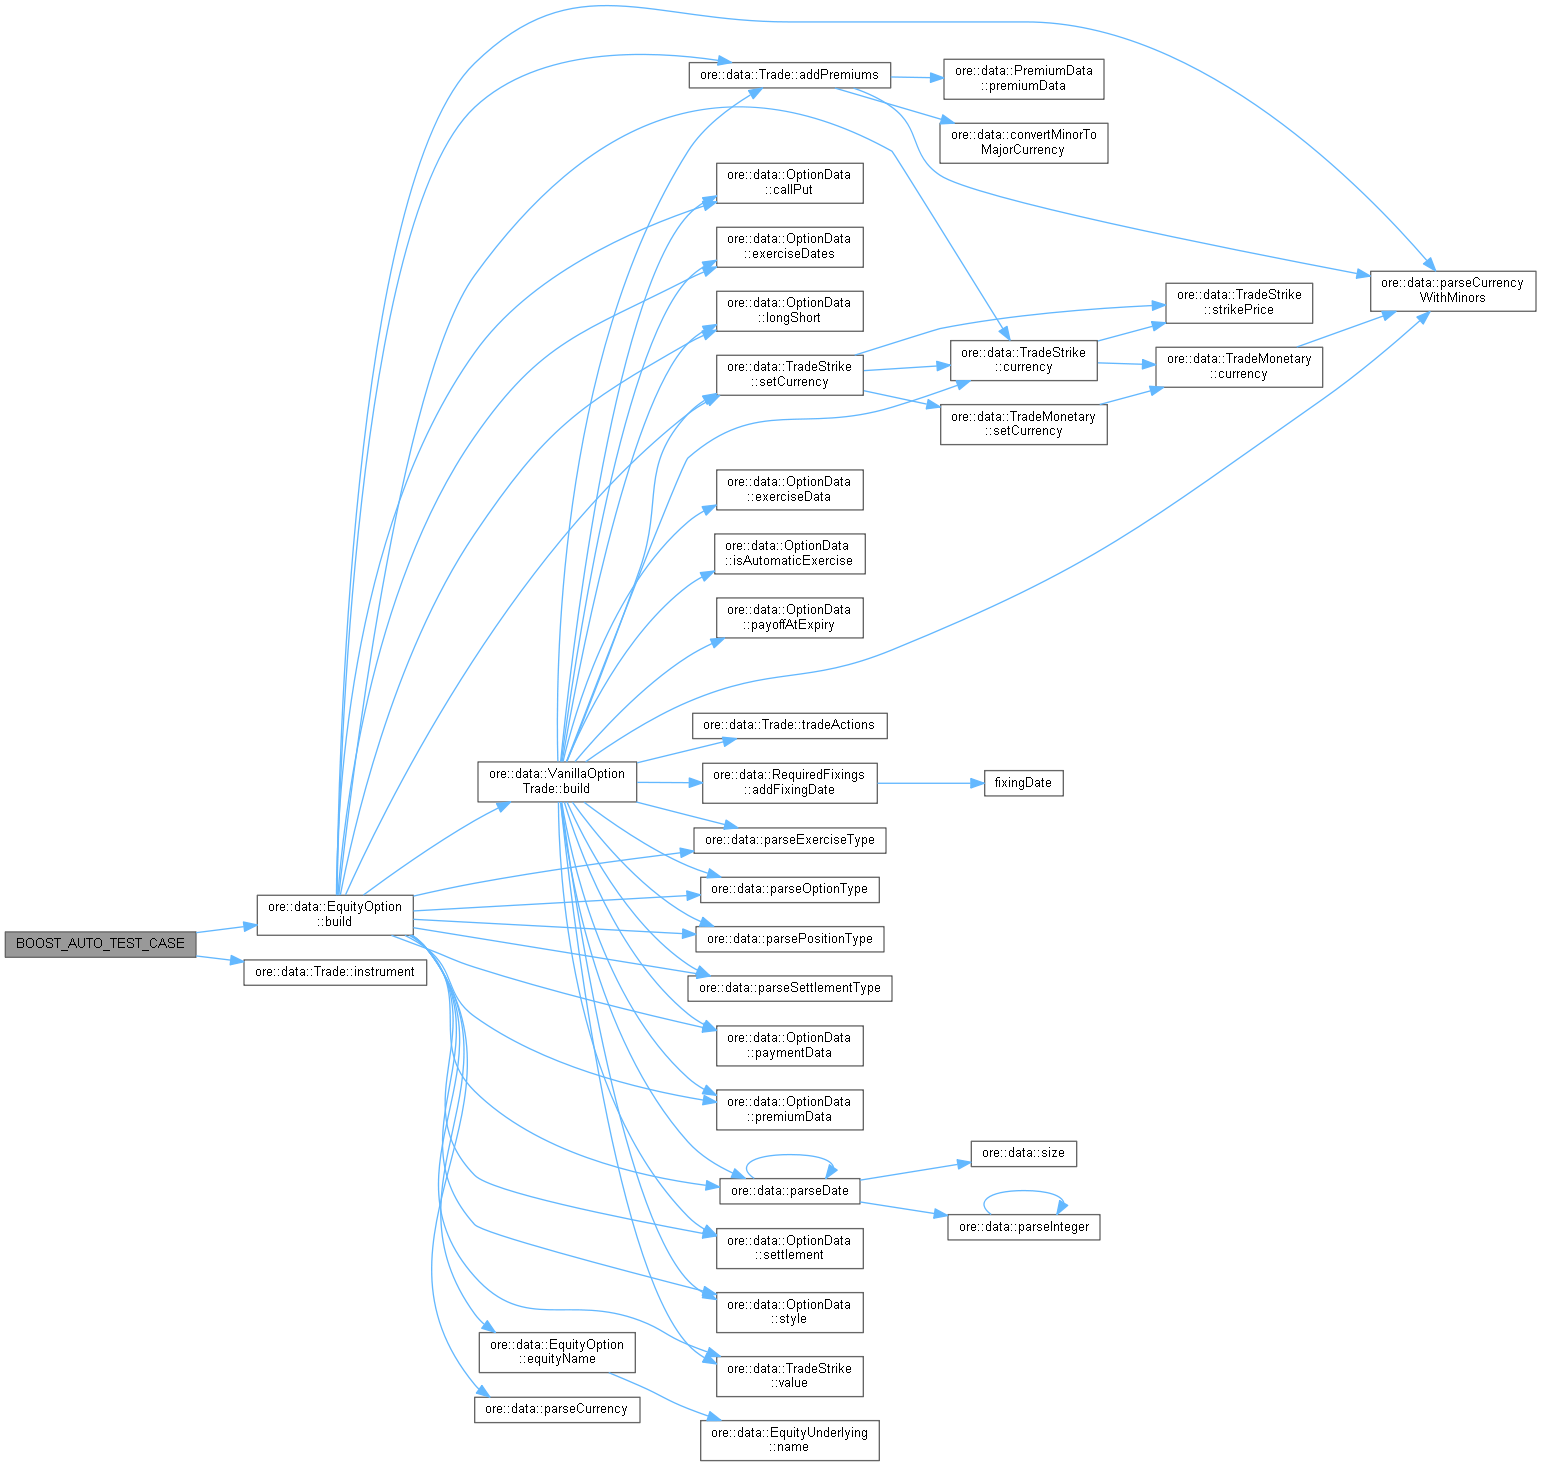 ore::data::Trade::addPremiums
ore::data::PremiumData
::premiumData
ore::data::convertMinorTo
MajorCurrency
ore::data::OptionData
::callPut
ore::data::OptionData
::exerciseDates
ore::data::OptionData
::longShort
ore::data::TradeStrike
::setCurrency
ore::data::TradeStrike
::currency
ore::data::TradeStrike
::strikePrice
ore::data::parseCurrency
WithMinors
ore::data::TradeMonetary
::currency
ore::data::TradeMonetary
::setCurrency
ore::data::OptionData
::exerciseData
ore::data::OptionData
::isAutomaticExercise
ore::data::OptionData
::payoffAtExpiry
ore::data::Trade::tradeActions
ore::data::VanillaOption
Trade::build
ore::data::RequiredFixings
::addFixingDate
fixingDate
ore::data::parseExerciseType
ore::data::parseOptionType
ore::data::EquityOption
::build
ore::data::parsePositionType
BOOST_AUTO_TEST_CASE
ore::data::Trade::instrument
ore::data::parseSettlementType
ore::data::OptionData
::paymentData
ore::data::OptionData
::premiumData
ore::data::size
ore::data::parseDate
ore::data::parseInteger
ore::data::OptionData
::settlement
ore::data::OptionData
::style
ore::data::EquityOption
::equityName
ore::data::TradeStrike
::value
ore::data::parseCurrency
ore::data::EquityUnderlying
::name